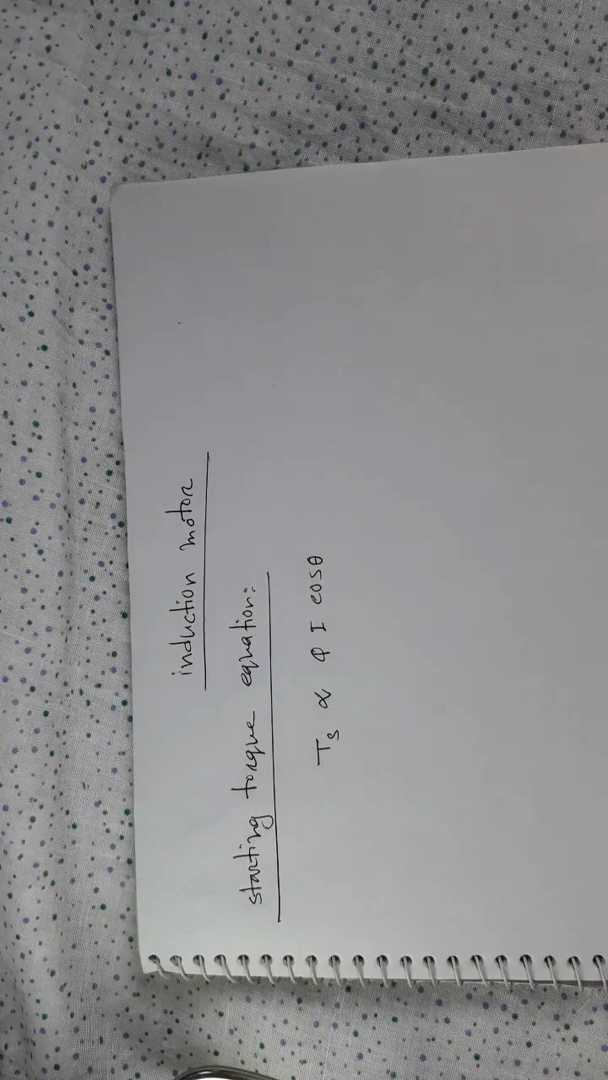 induction motor
starting torque equation:
Ts ∝ φ I cosθ